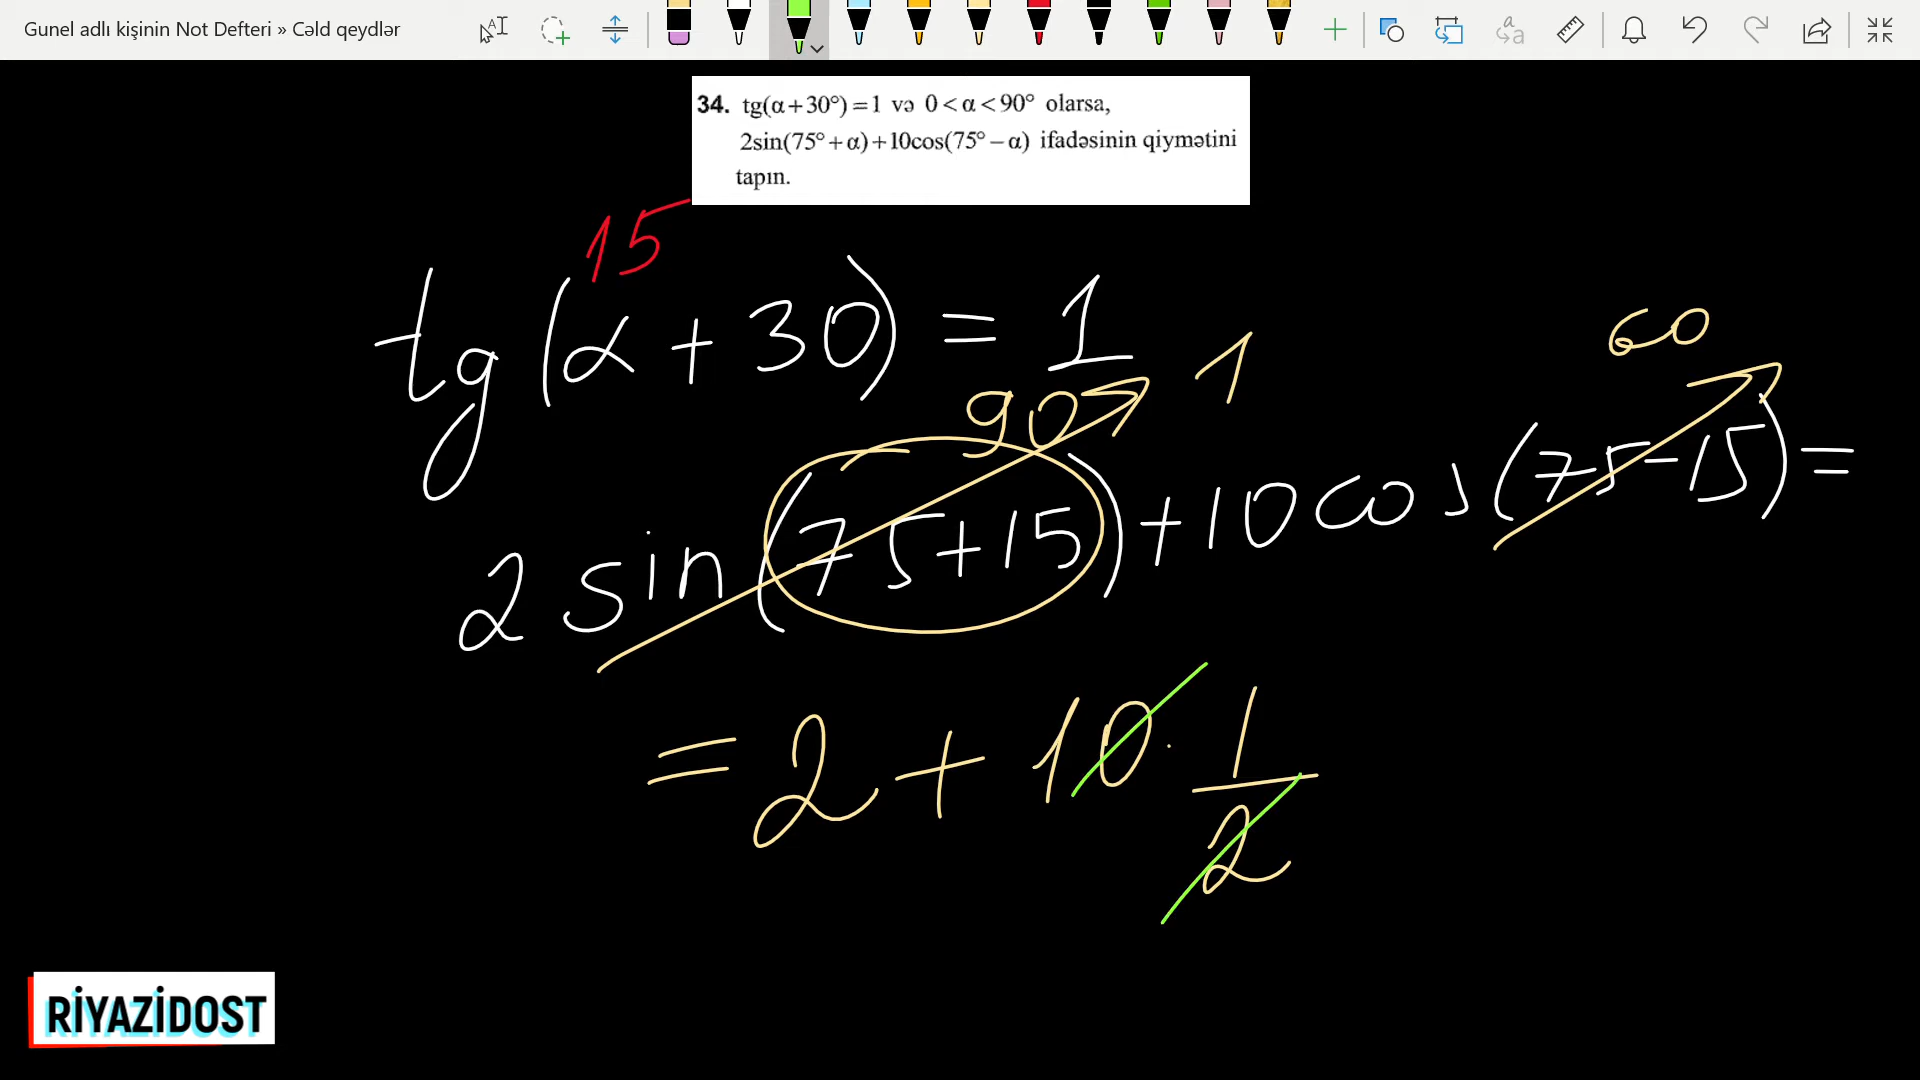 Gunel adlı kişinin Not Defteri » Cəld qeydlər
34. tg(α+30°)=1 və 0<α<90° olarsa,
2sin(75°+α)+10cos(75°−α) ifadəsinin qiymətini
tapın.
15
tg(α+30)=1
90 1 60
2sin(75+15)+10cos(75-15)=
=2+10·1/2
RİYAZİDOST